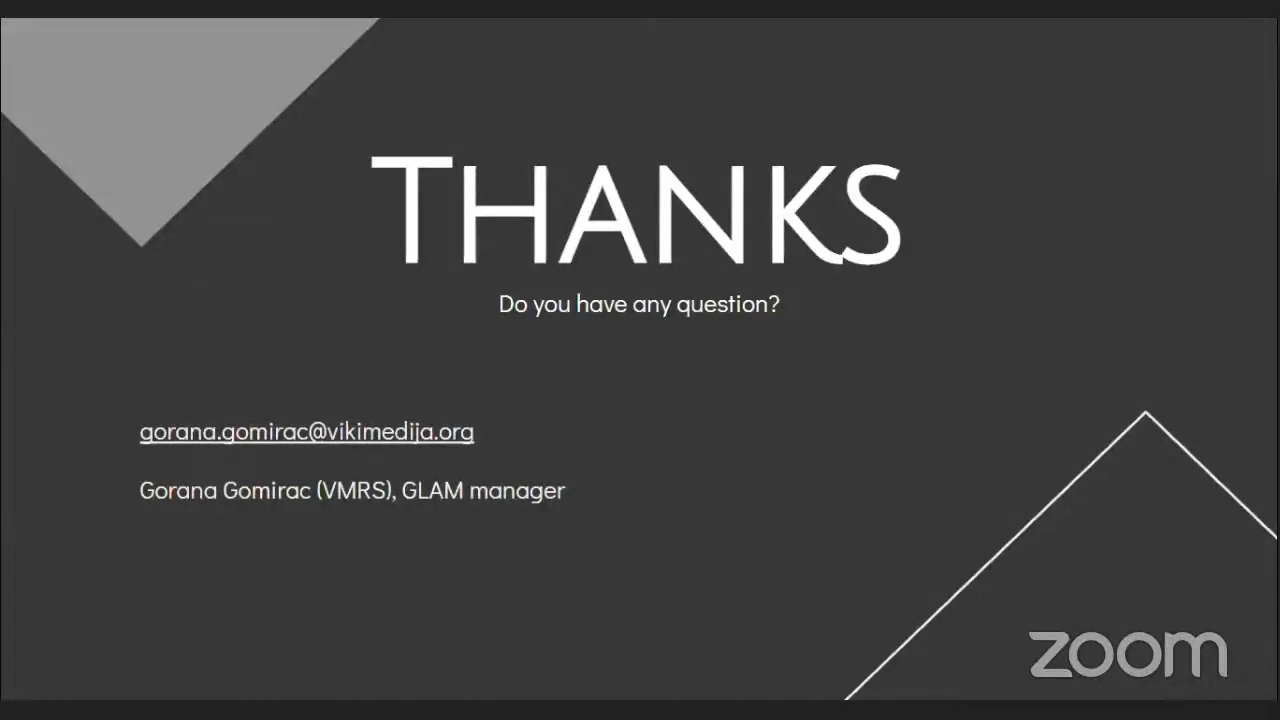 THANKS
Do you have any question?
gorana.gomirac@vikimedija.org
Gorana Gomirac (VMRS), GLAM manager
zoom